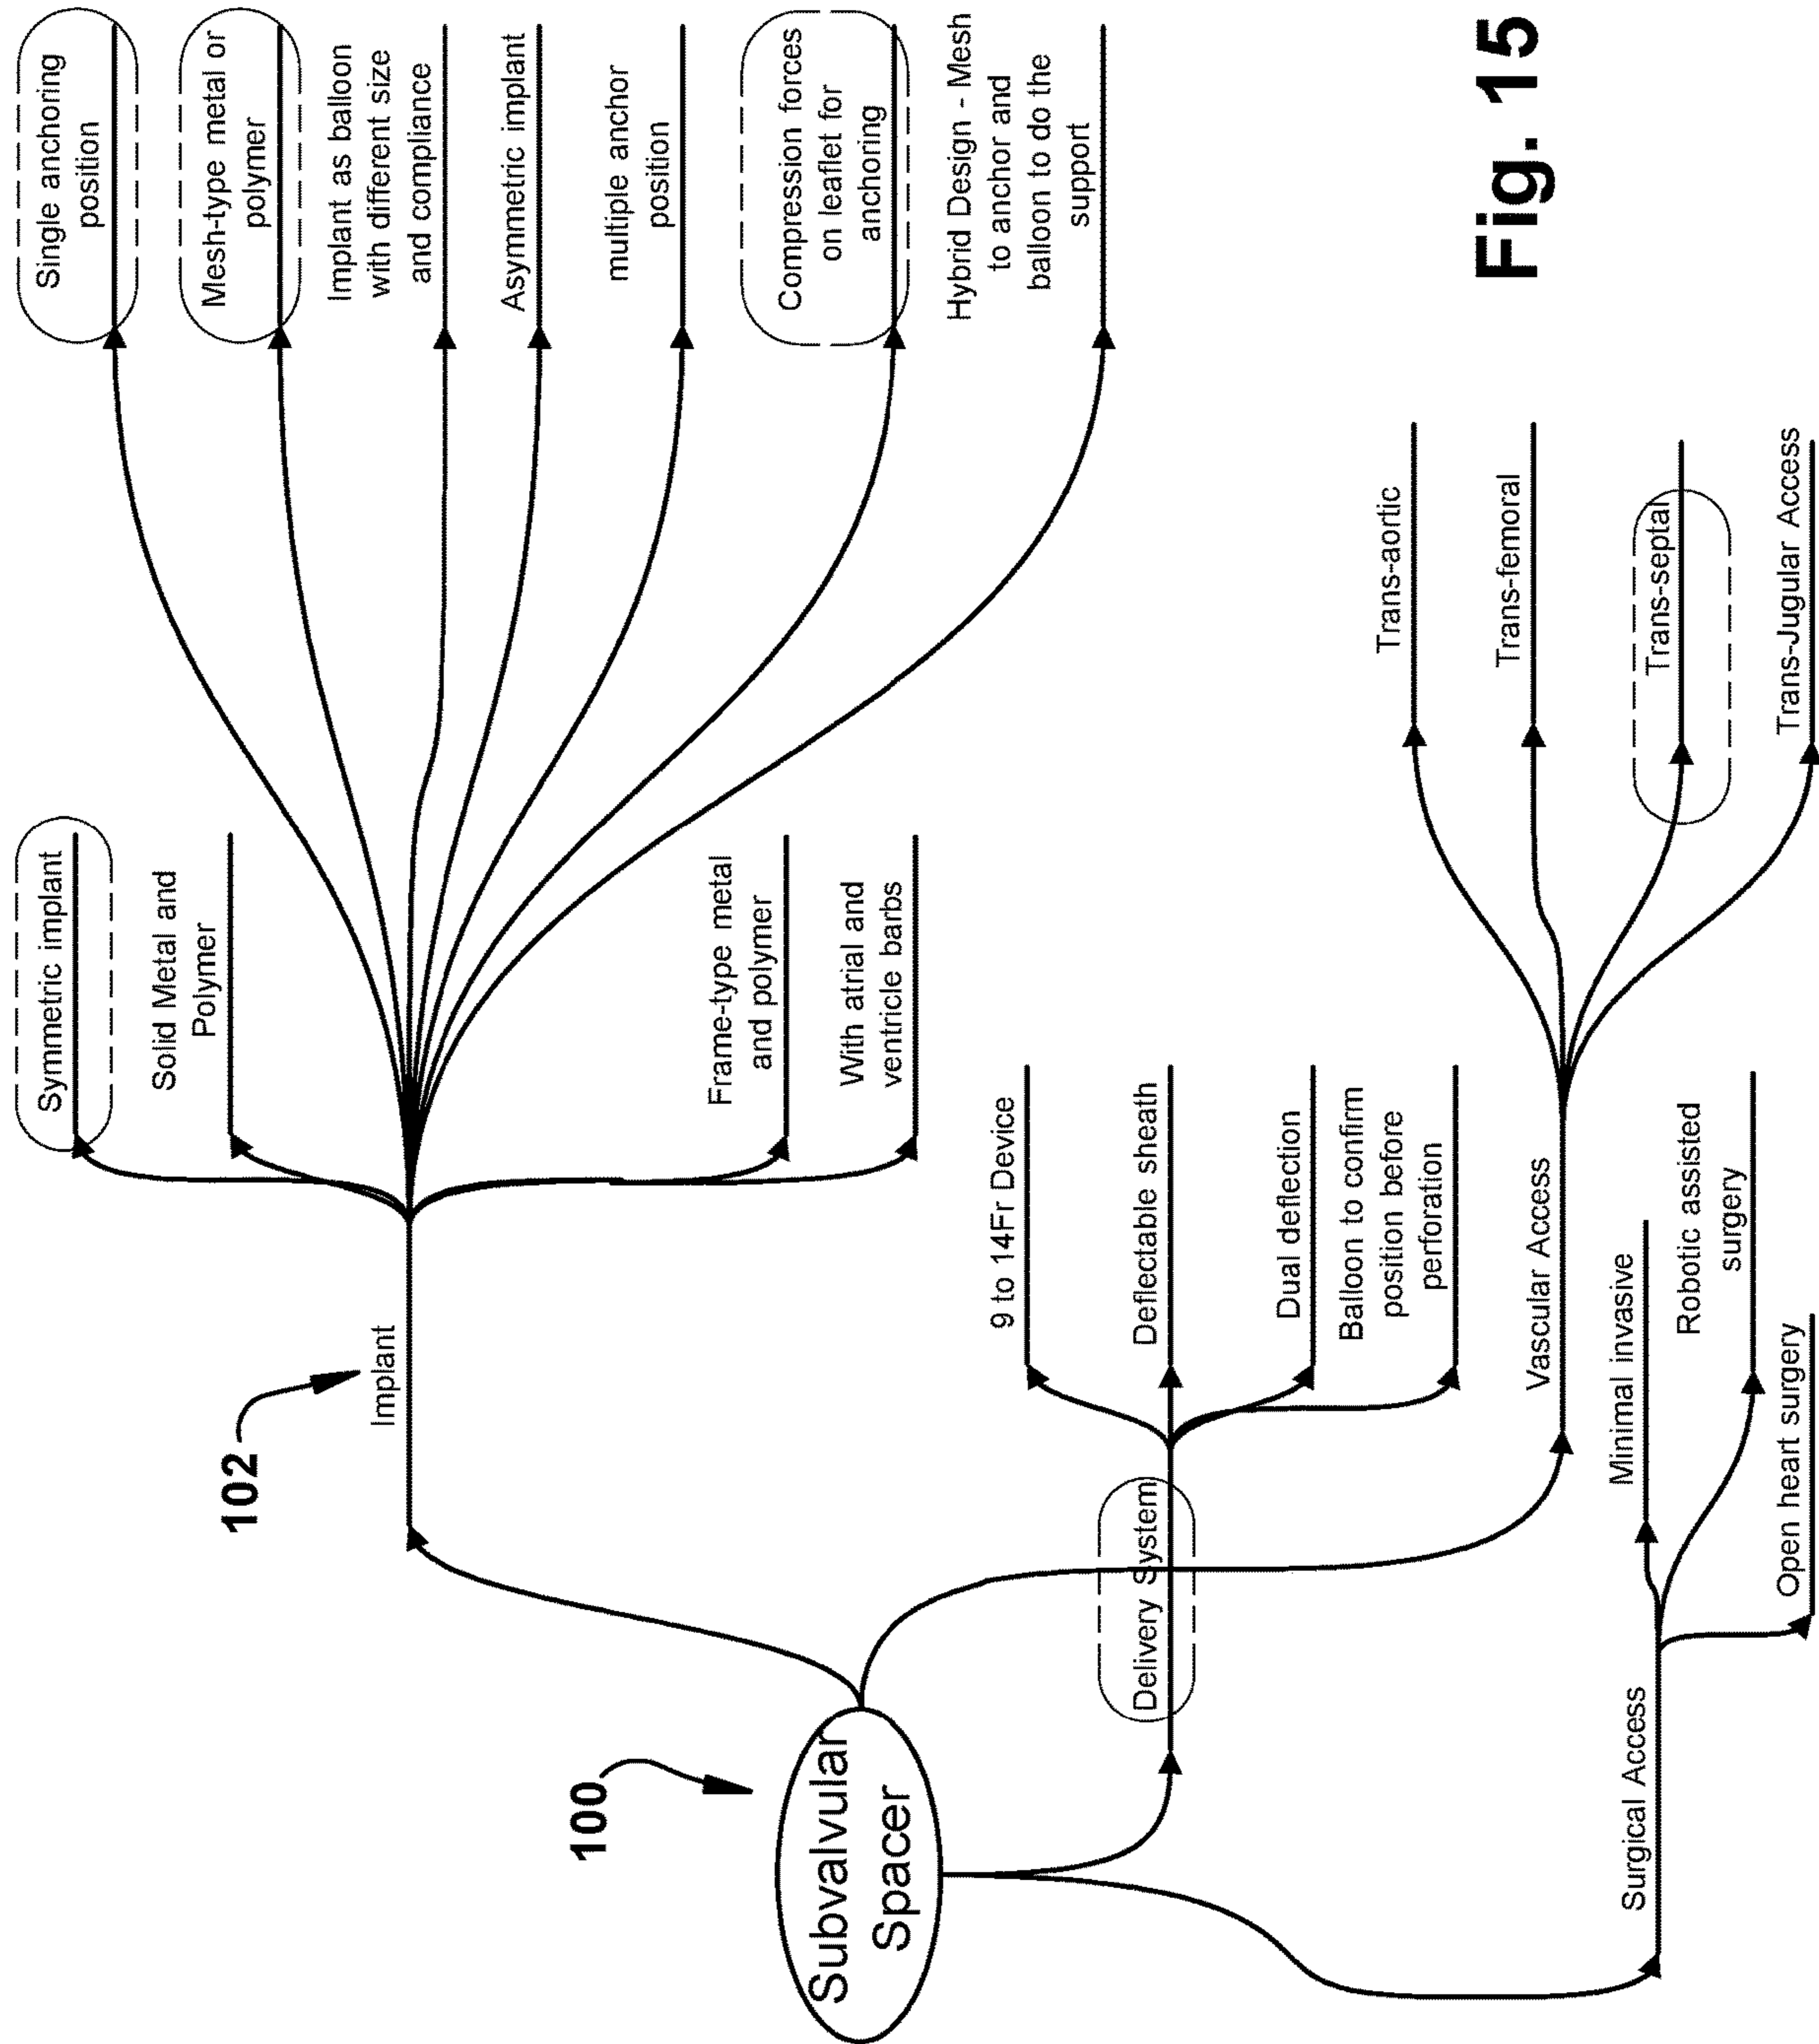 Single anchoring
position
Mesh-type metal or
polymer
Implant as balloon
with different size
and compliance
Asymmetric implant
multiple anchor
position
Compression forces
on leaflet for
anchoring
Hybrid Design - Mesh
to anchor and
balloon to do the
support
Symmetric implant
Solid Metal and
Polymer
Frame-type metal
and polymer
With atrial and
ventricle barbs
102
Implant
100
Subvalvular
Spacer
Delivery System
9 to 14Fr Device
Deflectable sheath
Dual deflection
Balloon to confirm
position before
perforation
Vascular Access
Trans-aortic
Trans-femoral
Trans-septal
Trans-Jugular Access
Surgical Access
Minimal invasive
Robotic assisted
surgery
Open heart surgery
Fig. 15